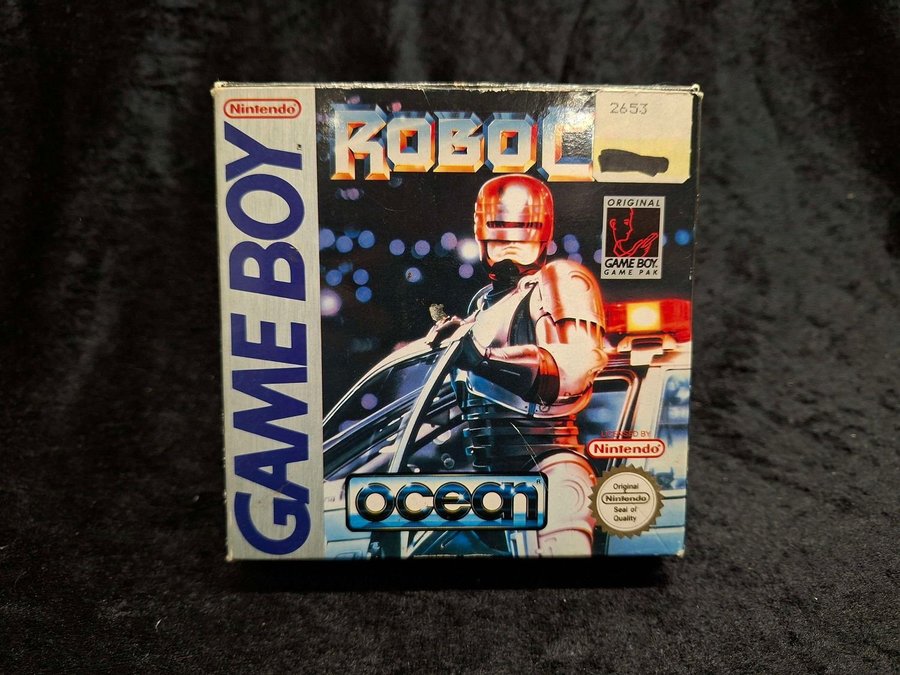 Nintendo
GAME BOY
ROBOC
2653
ORIGINAL
GAME BOY
GAME PAK
LICENSED BY
Nintendo
ocean
Original
Nintendo
Seal of
Quality